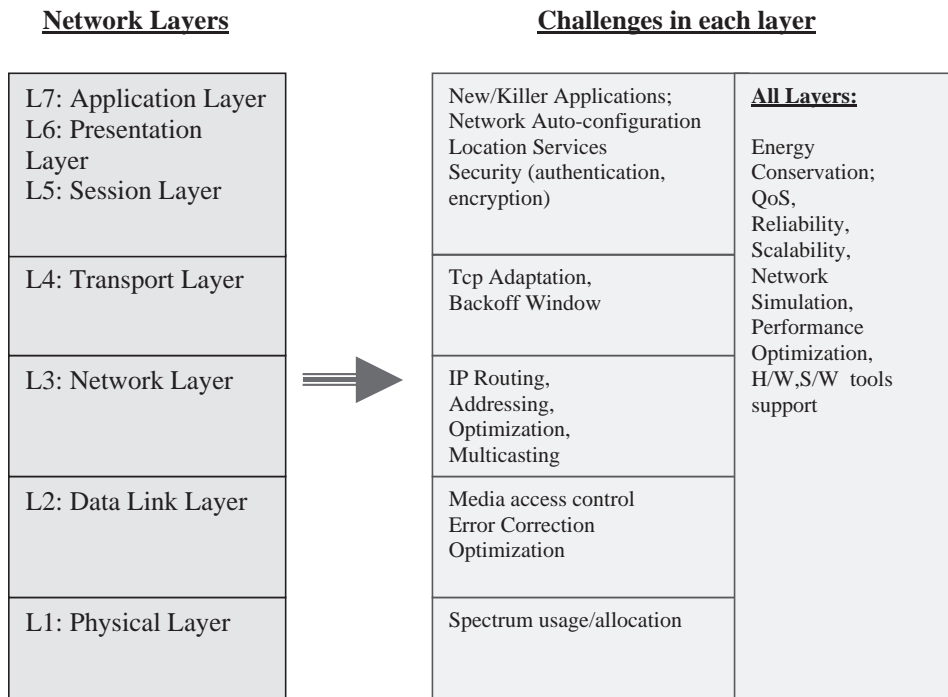 Network Layers
Challenges in each layer
L7: Application Layer
L6: Presentation
Layer
L5: Session Layer
New/Killer Applications;
Network Auto-configuration
Location Services
Security (authentication,
encryption)
L4: Transport Layer
Tcp Adaptation,
Backoff Window
L3: Network Layer
IP Routing,
Addressing,
Optimization,
Multicasting
L2: Data Link Layer
Media access control
Error Correction
Optimization
L1: Physical Layer
Spectrum usage/allocation
All Layers:
Energy
Conservation;
QoS,
Reliability,
Scalability,
Network
Simulation,
Performance
Optimization,
H/W,S/W tools
support